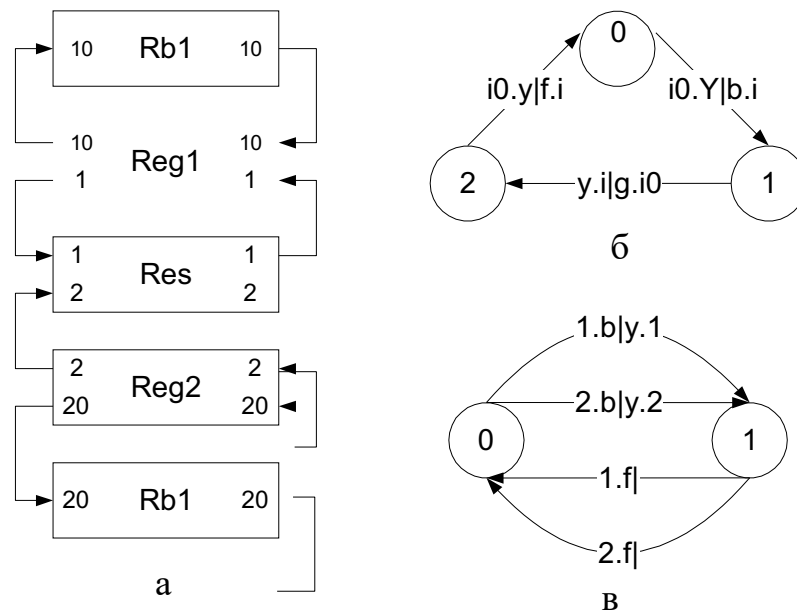 10 Rb1 10
10 10
Reg1
1 1
1 1
Res
2 2
2 2
Reg2
20 20
20 Rb1 20
а
0
i0.y|f.i i0.Y|b.i
2 y.i|g.i0 1
б
1.b|y.1
2.b|y.2
0 1
1.f|
2.f|
в